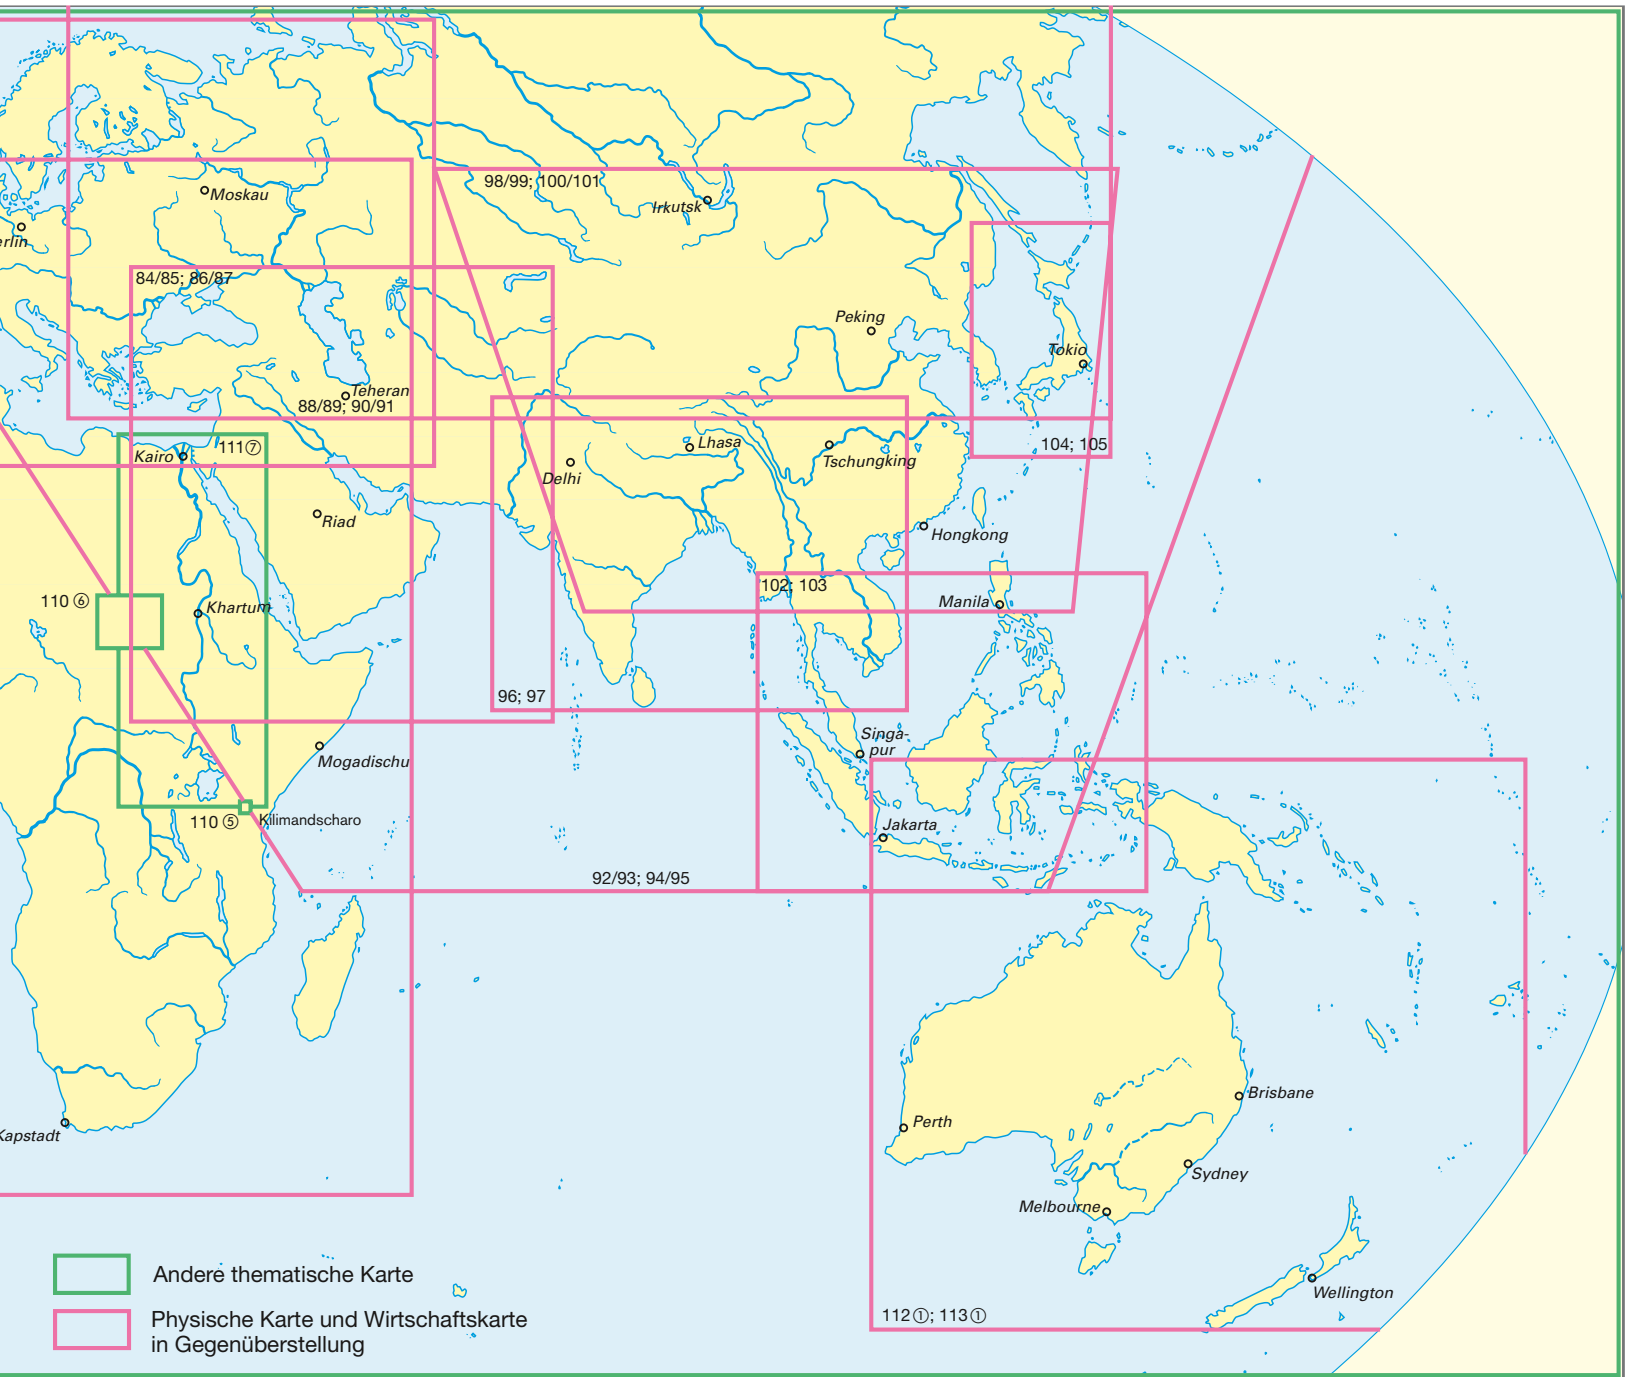 98/99; 100/101
Moskau
Irkutsk
erlin
84/85; 86/87
Peking
Tokio
Teheran
88/89; 90/91
104; 105
111⑦
Kairo
Lhasa
Tschungking
Delhi
Riad
Hongkong
102; 103
110 ⑥
Khartum
Manila
96; 97
Singa-
pur
Mogadischu
110 ⑤
Kilimandscharo
Jakarta
92/93; 94/95
Brisbane
Perth
Kapstadt
Sydney
Melbourne
Wellington
112①; 113①
Andere thematische Karte
Physische Karte und Wirtschaftskarte
in Gegenüberstellung